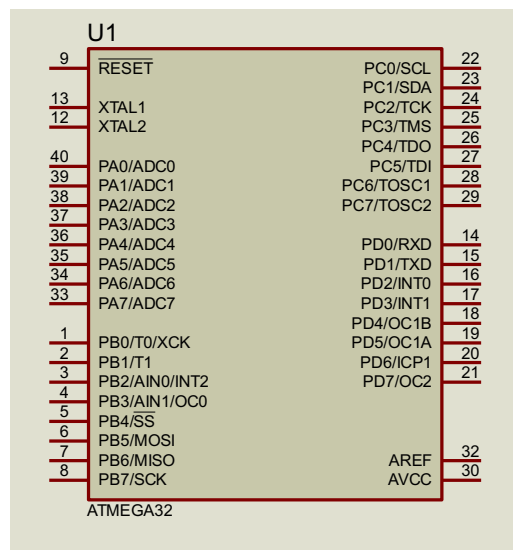 U1
9 RESET PC0/SCL 22
PC1/SDA 23
13 XTAL1 PC2/TCK 24
12 XTAL2 PC3/TMS 25
PC4/TDO 26
40 PA0/ADC0 PC5/TDI 27
39 PA1/ADC1 PC6/TOSC1 28
38 PA2/ADC2 PC7/TOSC2 29
37 PA3/ADC3
36 PA4/ADC4 PD0/RXD 14
35 PA5/ADC5 PD1/TXD 15
34 PA6/ADC6 PD2/INT0 16
33 PA7/ADC7 PD3/INT1 17
PD4/OC1B 18
1 PB0/T0/XCK PD5/OC1A 19
2 PB1/T1 PD6/ICP1 20
3 PB2/AIN0/INT2 PD7/OC2 21
4 PB3/AIN1/OC0
5 PB4/SS
6 PB5/MOSI
7 PB6/MISO AREF 32
8 PB7/SCK AVCC 30
ATMEGA32